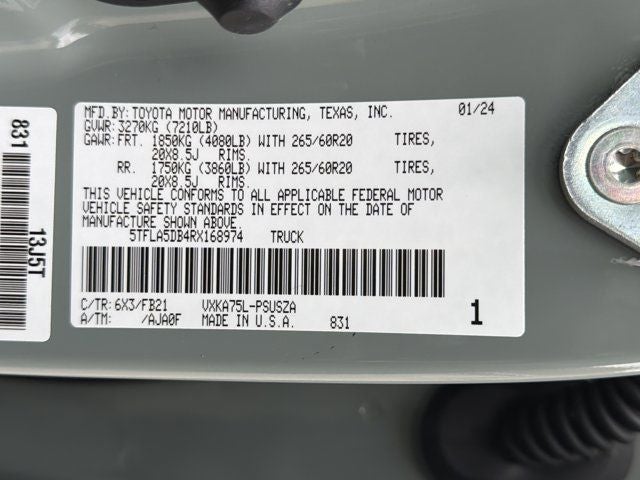 MFD.BY:TOYOTA MOTOR MANUFACTURING, TEXAS, INC. 01/24
GVWR:3270KG (7210LB)
GAWR:FRT. 1850KG (4080LB) WITH 265/60R20 TIRES,
20X8.5J RIMS.
RR. 1750KG (3860LB) WITH 265/60R20 TIRES,
20X8.5J RIMS.
THIS VEHICLE CONFORMS TO ALL APPLICABLE FEDERAL MOTOR
VEHICLE SAFETY STANDARDS IN EFFECT ON THE DATE OF
MANUFACTURE SHOWN ABOVE.
5TFLA5DB4RX168974 TRUCK
C/TR: 6X3/FB21 VXKA75L-PSUSZA
A/TM: /AJA0F MADE IN U.S.A. 831 1
831
13J5T